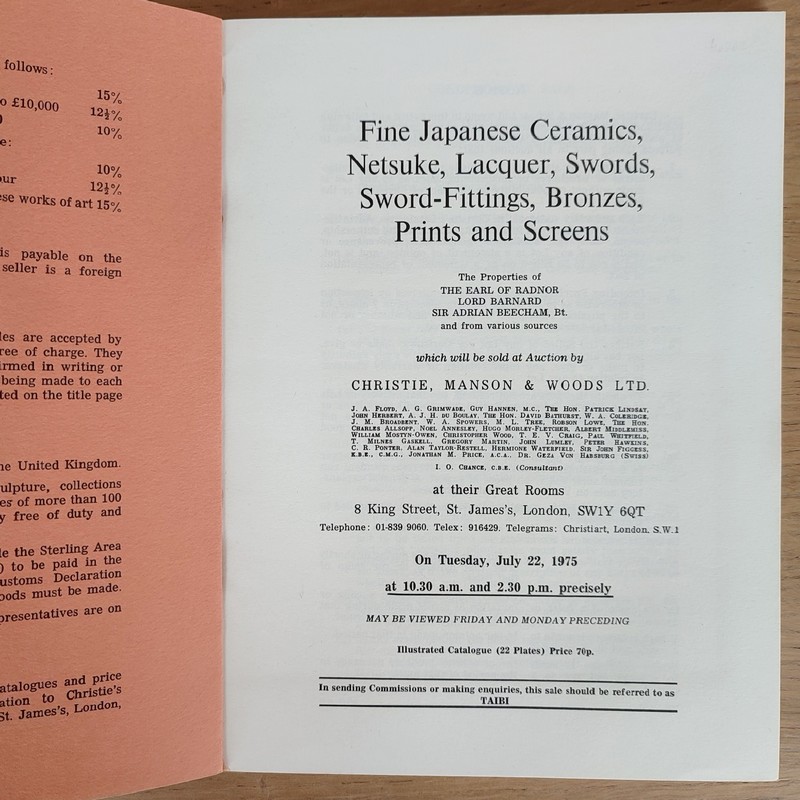 follows:
15%
o £10,000 12½%
10%
e:
10%
our 12½%
ese works of art 15%
is payable on the
seller is a foreign
les are accepted by
ree of charge. They
irmed in writing or
being made to each
ted on the title page
he United Kingdom.
ulpture, collections
es of more than 100
y free of duty and
le the Sterling Area
) to be paid in the
ustoms Declaration
oods must be made.
presentatives are on
atalogues and price
ation to Christie's
St. James's, London,
Fine Japanese Ceramics,
Netsuke, Lacquer, Swords,
Sword-Fittings, Bronzes,
Prints and Screens
The Properties of
THE EARL OF RADNOR
LORD BARNARD
SIR ADRIAN BEECHAM, Bt.
and from various sources
which will be sold at Auction by
CHRISTIE, MANSON & WOODS LTD.
J. A. Floyd, A. G. Grimwade, Guy Hannen, M.C., The Hon. Patrick Lindsay,
John Herbert, A. J. H. du Boulay, The Hon. David Bathurst, W. A. Coleridge,
J. M. Broadbent, W. A. Spowers, M. L. Tree, Robson Lowe, The Hon.
Charles Allsopp, Noel Annesley, Hugo Morley-Fletcher, Albert Middlemiss,
William Mostyn-Owen, Christopher Wood, T. E. V. Craig, Paul Whitfield,
T. Milnes Gaskell, Gregory Martin, John Lumley, Peter Hawkins,
C. R. Ponter, Alan Taylor-Restell, Hermione Waterfield, Sir John Figgess,
K.B.E., C.M.G., Jonathan M. Price, A.C.A., Dr. Geza Von Habsburg (Swiss)
I. O. Chance, C.B.E. (Consultant)
at their Great Rooms
8 King Street, St. James's, London, SW1Y 6QT
Telephone: 01-839 9060. Telex: 916429. Telegrams: Christiart, London, S.W.1
On Tuesday, July 22, 1975
at 10.30 a.m. and 2.30 p.m. precisely
MAY BE VIEWED FRIDAY AND MONDAY PRECEDING
Illustrated Catalogue (22 Plates) Price 70p.
In sending Commissions or making enquiries, this sale should be referred to as
TAIBI